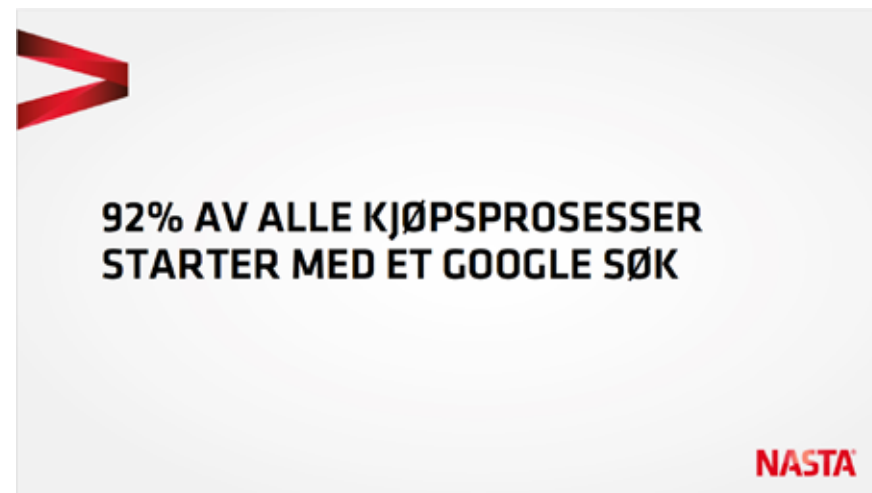 92% AV ALLE KJØPSPROSESSER
STARTER MED ET GOOGLE SØK
NASTA